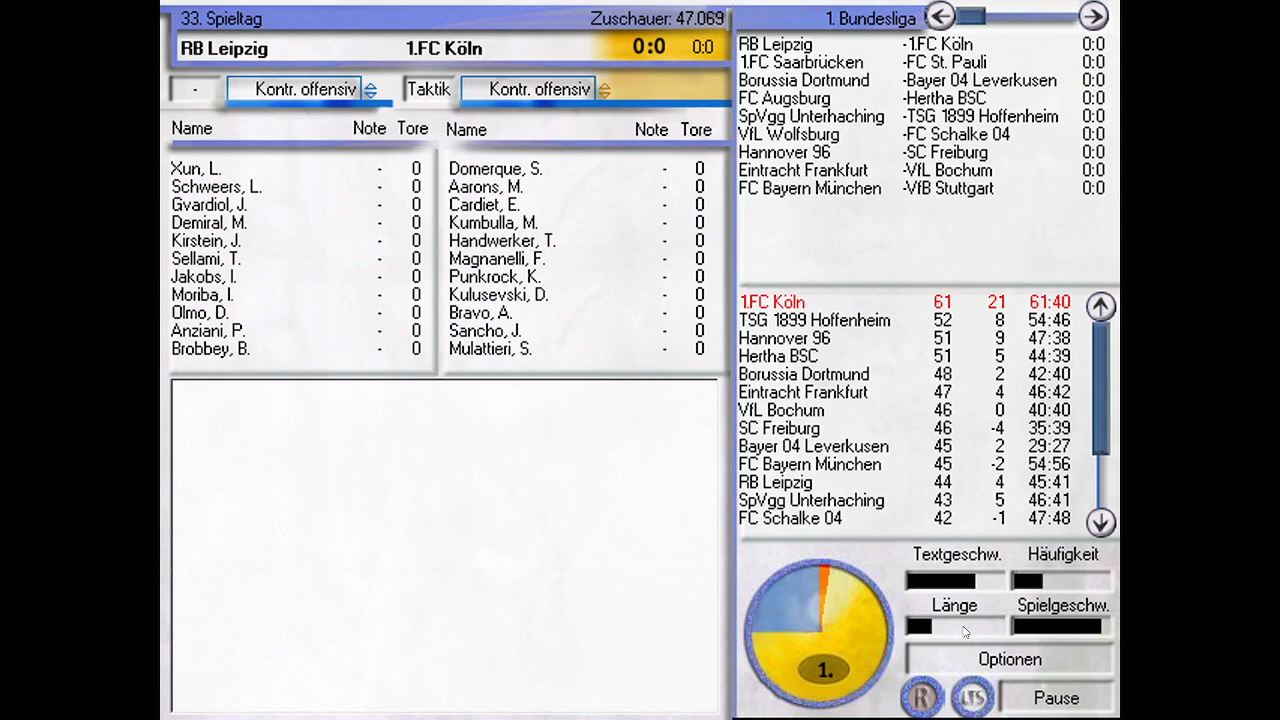 33. Spieltag Zuschauer: 47.069
RB Leipzig 1.FC Köln 0:0 0:0
- Kontr. offensiv Taktik Kontr. offensiv
Name Note Tore Name Note Tore
Xun, L. - 0 Domerque, S. - 0
Schweers, L. - 0 Aarons, M. - 0
Gvardiol, J. - 0 Cardiet, E. - 0
Demiral, M. - 0 Kumbulla, M. - 0
Kirstein, J. - 0 Handwerker, T. - 0
Sellami, T. - 0 Magnanelli, F. - 0
Jakobs, I. - 0 Punkrock, K. - 0
Moriba, I. - 0 Kulusevski, D. - 0
Olmo, D. - 0 Bravo, A. - 0
Anziani, P. - 0 Sancho, J. - 0
Brobbey, B. - 0 Mulattieri, S. - 0
1. Bundesliga
RB Leipzig -1.FC Köln 0:0
1.FC Saarbrücken -FC St. Pauli 0:0
Borussia Dortmund -Bayer 04 Leverkusen 0:0
FC Augsburg -Hertha BSC 0:0
SpVgg Unterhaching -TSG 1899 Hoffenheim 0:0
VfL Wolfsburg -FC Schalke 04 0:0
Hannover 96 -SC Freiburg 0:0
Eintracht Frankfurt -VfL Bochum 0:0
FC Bayern München -VfB Stuttgart 0:0
1.FC Köln 61 21 61:40
TSG 1899 Hoffenheim 52 8 54:46
Hannover 96 51 9 47:38
Hertha BSC 51 5 44:39
Borussia Dortmund 48 2 42:40
Eintracht Frankfurt 47 4 46:42
VfL Bochum 46 0 40:40
SC Freiburg 46 -4 35:39
Bayer 04 Leverkusen 45 2 29:27
FC Bayern München 45 -2 54:56
RB Leipzig 44 4 45:41
SpVgg Unterhaching 43 5 46:41
FC Schalke 04 42 -1 47:48
Textgeschw. Häufigkeit
Länge Spielgeschw.
Optionen
1.
R LTS Pause